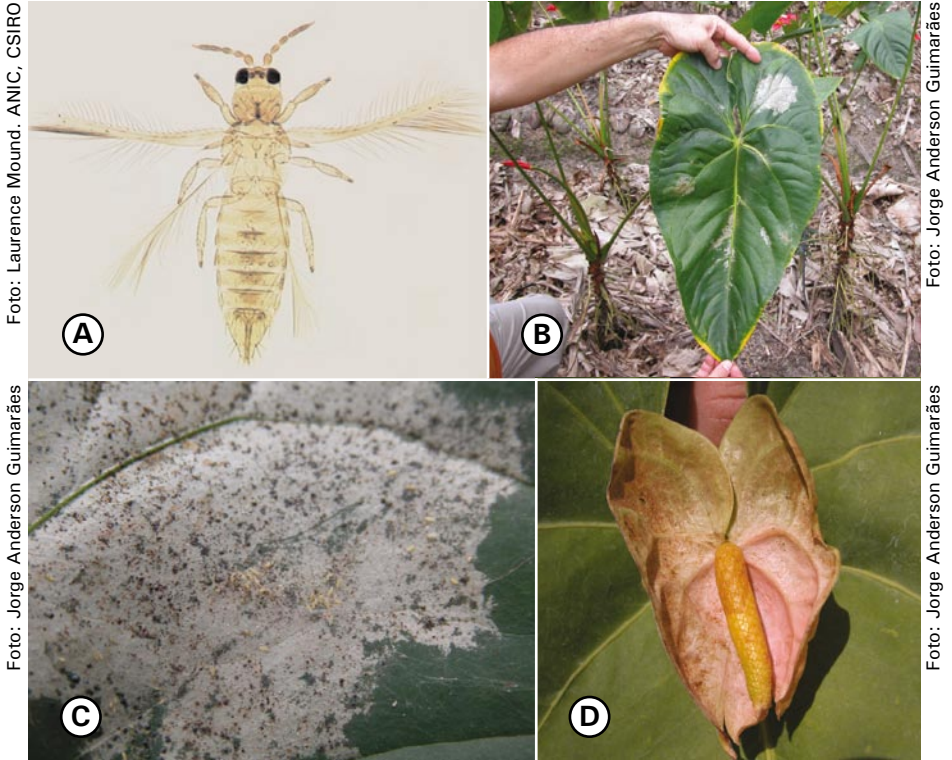 Foto: Laurence Mound. ANIC, CSIRO
A
B
Foto: Jorge Anderson Guimarães
Foto: Jorge Anderson Guimarães
C
D
Foto: Jorge Anderson Guimarães